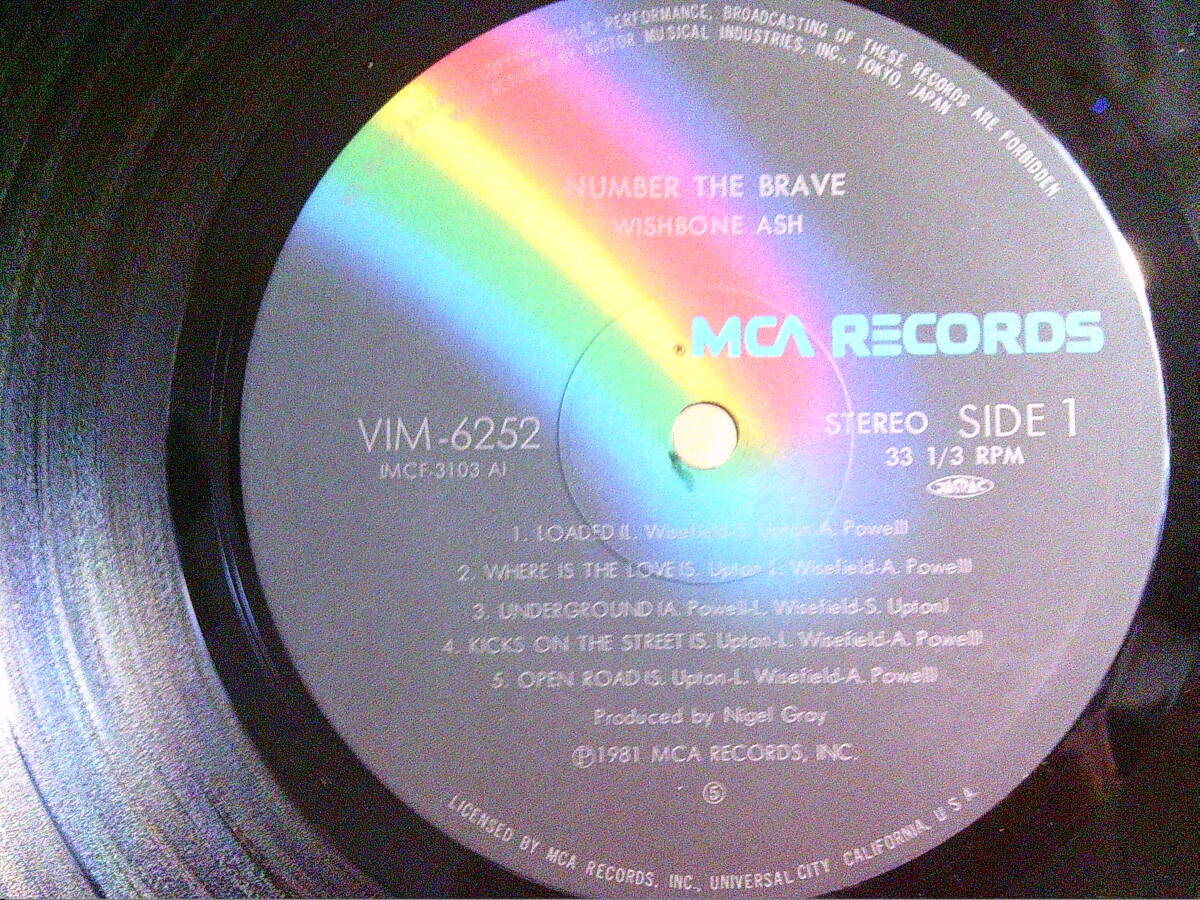 PUBLIC PERFORMANCE, BROADCASTING OF THESE RECORDS ARE FORBIDDEN
VICTOR MUSICAL INDUSTRIES, INC., TOKYO, JAPAN
NUMBER THE BRAVE
WISHBONE ASH
® MCA RECORDS
VIM-6252
(MCF-3103 A)
STEREO SIDE 1
33 1/3 RPM
JASRAC
1. LOADED (L. Wisefield-S. Upton-A. Powell)
2. WHERE IS THE LOVE (S. Upton-L. Wisefield-A. Powell)
3. UNDERGROUND (A. Powell-L. Wisefield-S. Upton)
4. KICKS ON THE STREET (S. Upton-L. Wisefield-A. Powell)
5. OPEN ROAD (S. Upton-L. Wisefield-A. Powell)
Produced by Nigel Gray
℗1981 MCA RECORDS, INC.
⑤
LICENSED BY MCA RECORDS, INC., UNIVERSAL CITY CALIFORNIA, U S A.